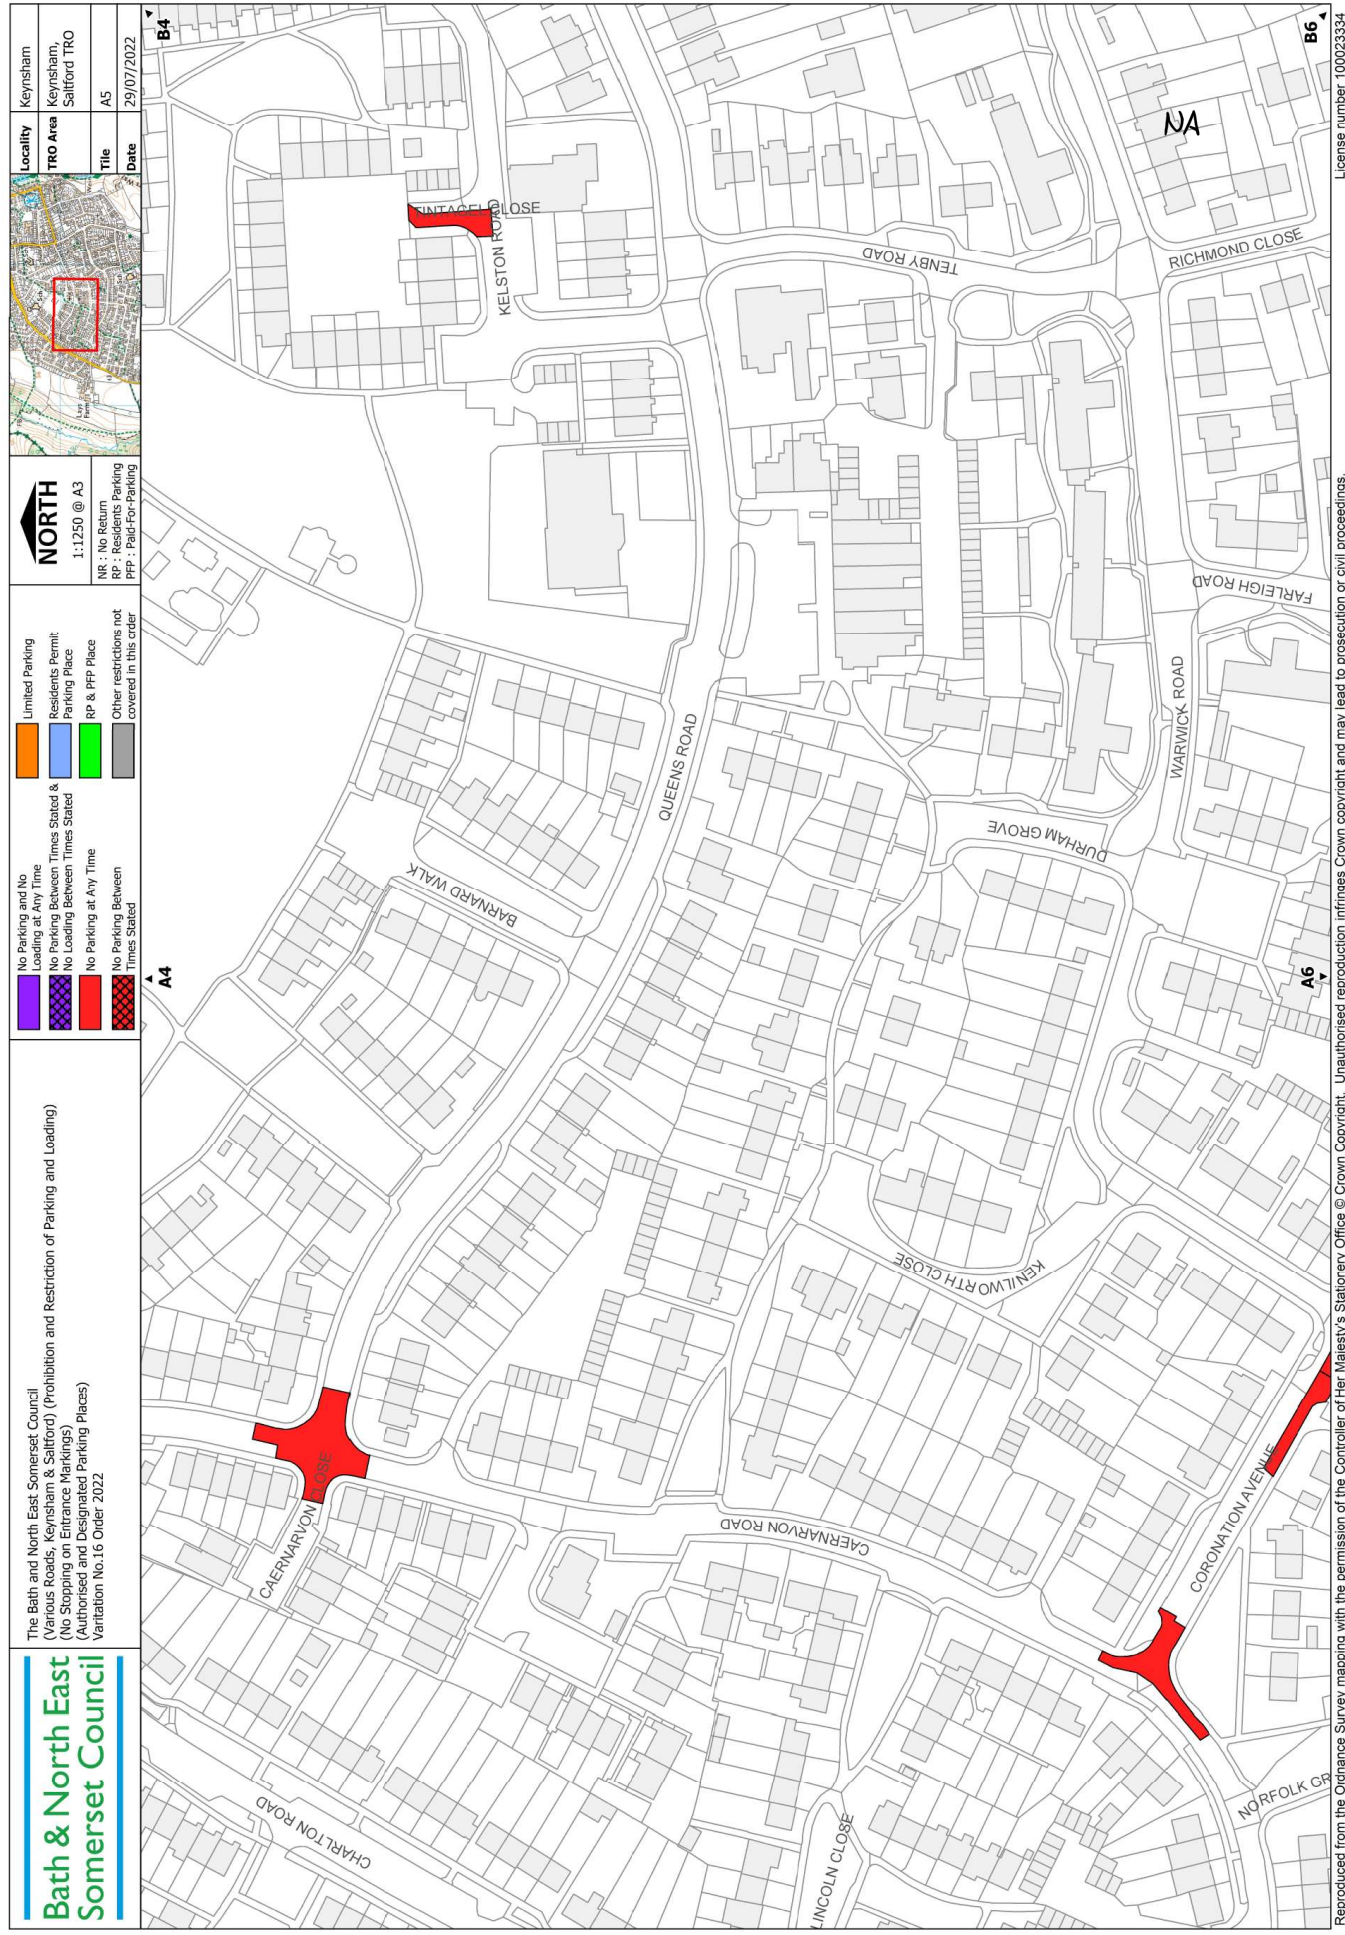 Bath & North East
Somerset Council
The Bath and North East Somerset Council
(Various Roads, Keynsham & Saltford) (Prohibition and Restriction of Parking and Loading)
(No Stopping on Entrance Markings)
(Authorised and Designated Parking Places)
Varitation No.16 Order 2022
No Parking and No
Loading at Any Time
No Parking Between Times Stated &
No Loading Between Times Stated
No Parking at Any Time
No Parking Between
Times Stated
Limited Parking
Residents Permit
Parking Place
RP & PFP Place
Other restrictions not
covered in this order
NORTH
1:1250 @ A3
NR : No Return
RP : Residents Parking
PFP : Paid-For-Parking
Locality Keynsham
TRO Area Keynsham,
Saltford TRO
Tile A5
Date 29/07/2022
A4
B4
CHARLTON ROAD
CAERNARVON CLOSE
BARNARD WALK
QUEENS ROAD
KELSTON ROAD
TINTAGEL CLOSE
TENBY ROAD
CAERNARVON ROAD
KENILWORTH CLOSE
DURHAM GROVE
WARWICK ROAD
FARLEIGH ROAD
RICHMOND CLOSE
NA
LINCOLN CLOSE
CORONATION AVENUE
NORFOLK GR
A6
B6
Reproduced from the Ordnance Survey mapping with the permission of the Controller of Her Majesty's Stationery Office © Crown Copyright. Unauthorised reproduction infringes Crown copyright and may lead to prosecution or civil proceedings.
License number 100023334